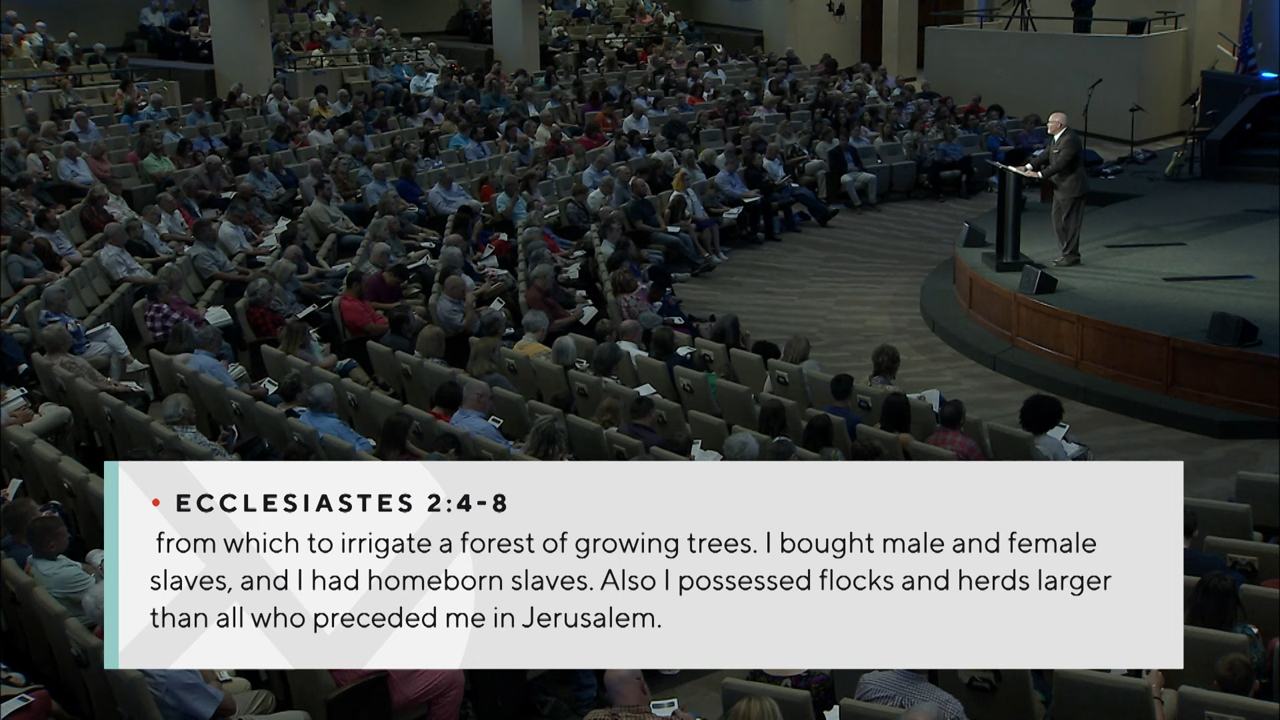 • ECCLESIASTES 2:4-8
from which to irrigate a forest of growing trees. I bought male and female
slaves, and I had homeborn slaves. Also I possessed flocks and herds larger
than all who preceded me in Jerusalem.